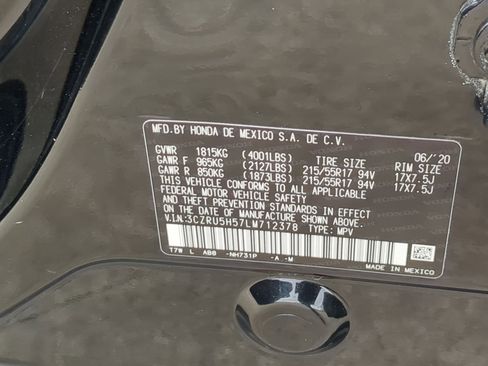 MFD.BY HONDA DE MEXICO S.A. DE C.V.
06/'20
GVWR 1815KG (4001LBS) TIRE SIZE RIM SIZE
GAWR F 965KG (2127LBS) 215/55R17 94V 17X7.5J
GAWR R 850KG (1873LBS) 215/55R17 94V 17X7.5J
THIS VEHICLE CONFORMS TO ALL APPLICABLE
FEDERAL MOTOR VEHICLE SAFETY AND THEFT PREVENTION
STANDARDS IN EFFECT ON THE DATE OF MANUFACTURE SHOWN ABOVE.
V.I.N:3CZRU5H57LM712378 TYPE: MPV
T7W L AB0 -NH731P -A -M
MADE IN MEXICO